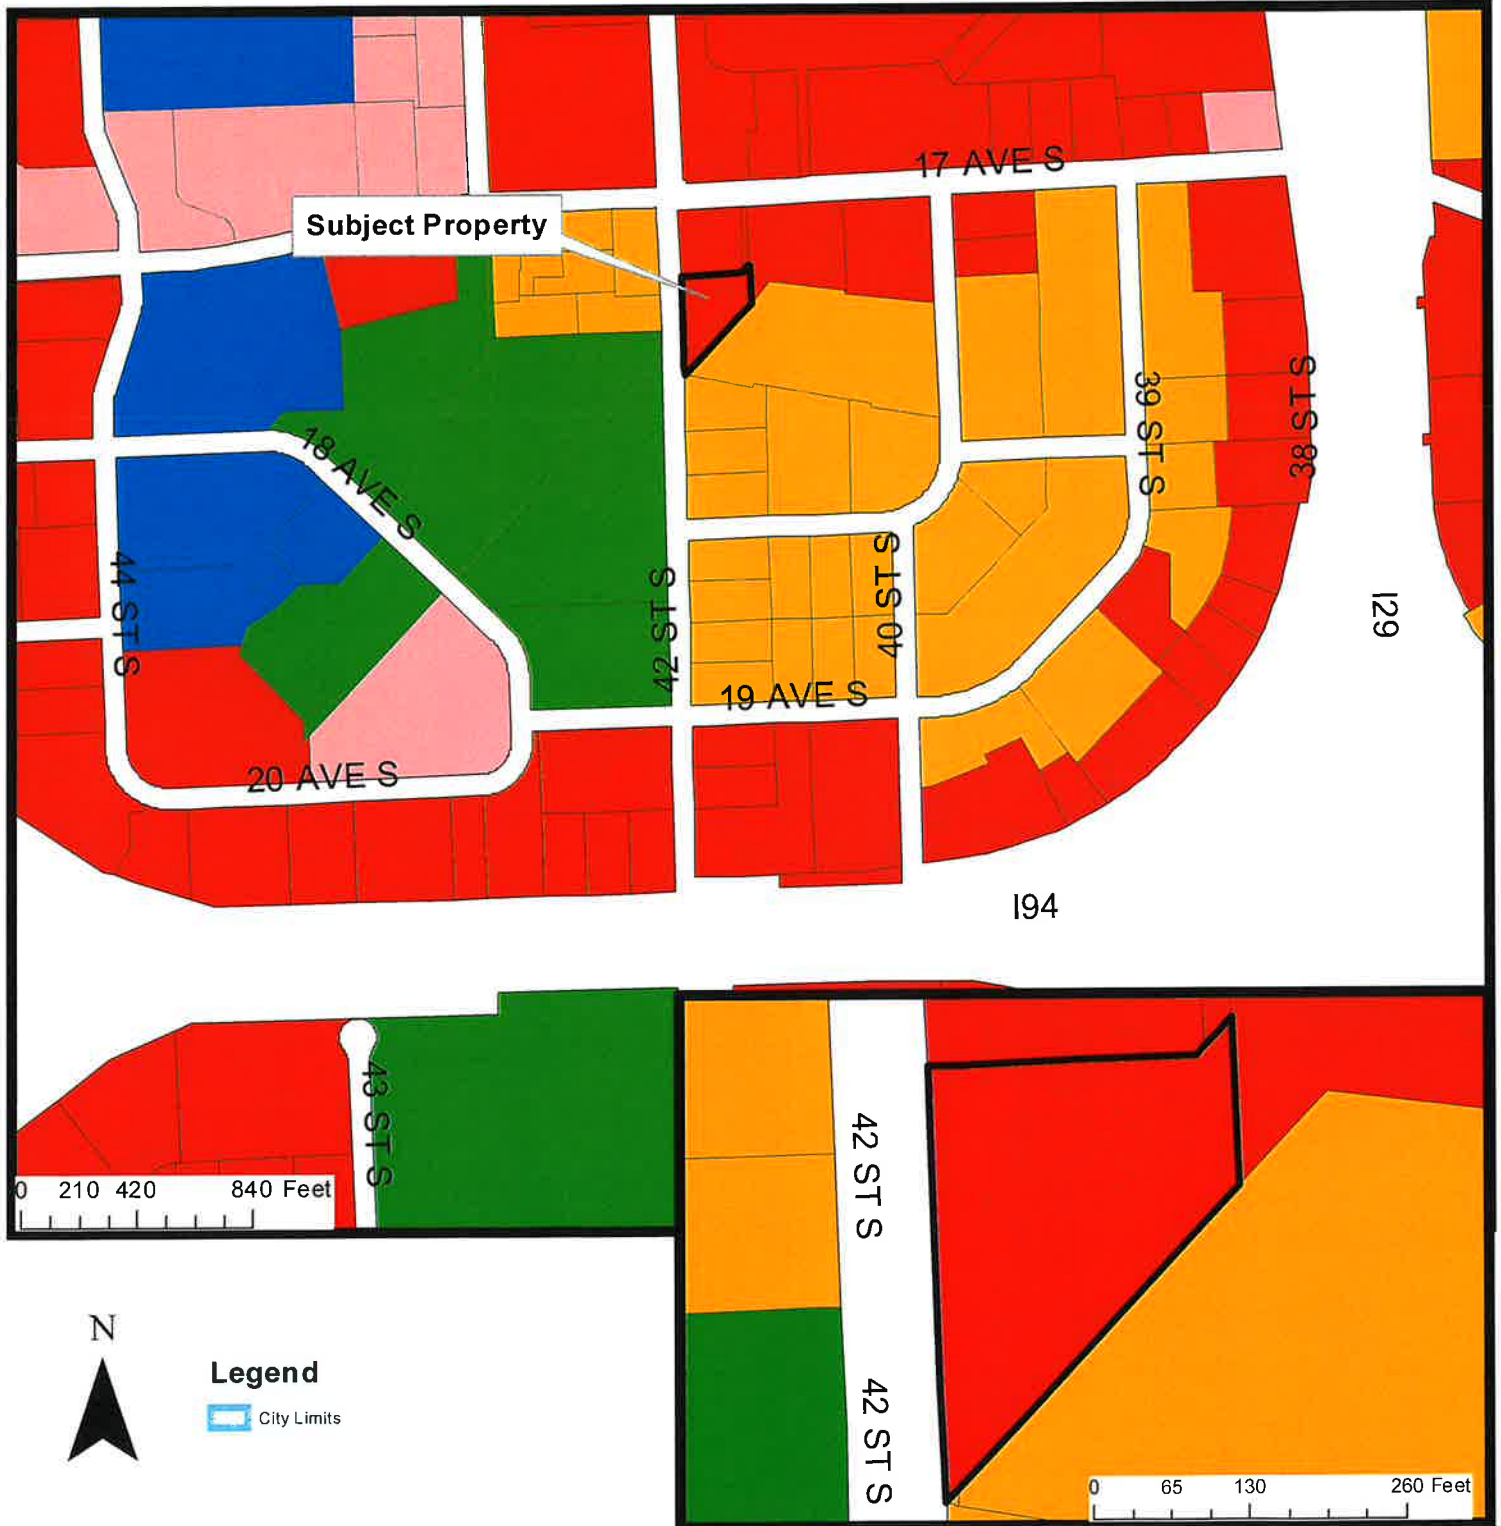 17 AVE S
Subject Property
18 AVE S
39 ST S
38 ST S
44 ST S
42 ST S
40 ST S
I29
19 AVE S
20 AVE S
I94
43 ST S
0 210 420 840 Feet
42 ST S
42 ST S
N
Legend
City Limits
0 65 130 260 Feet